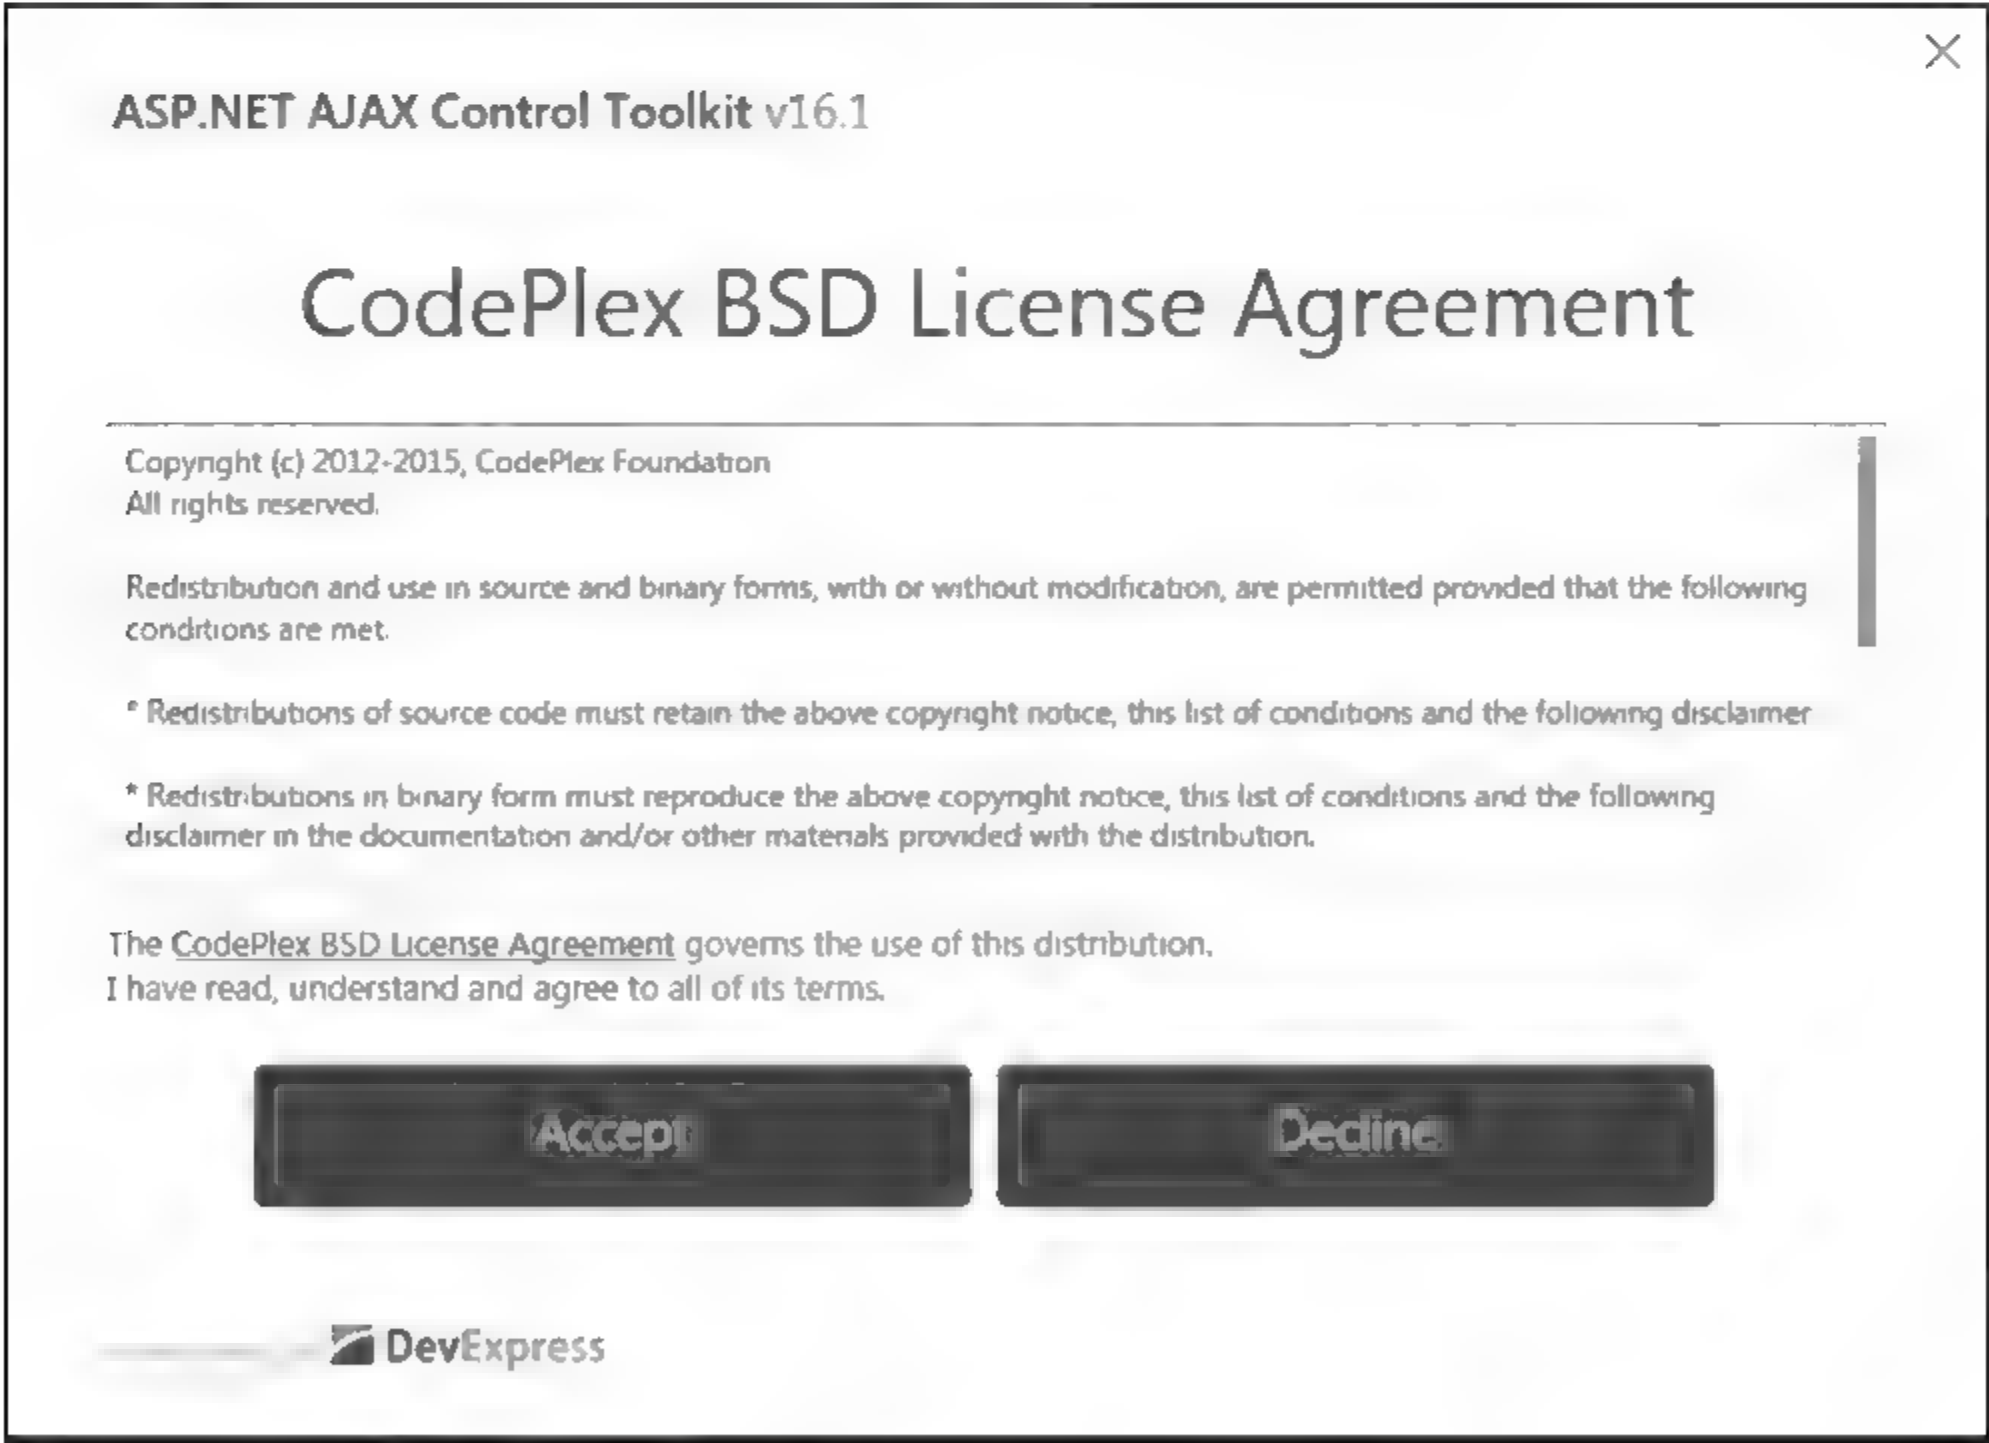 ASP.NET AJAX Control Toolkit v16.1
CodePlex BSD License Agreement
Copyright (c) 2012-2015, CodePlex Foundation
All rights reserved.
Redistribution and use in source and binary forms, with or without modification, are permitted provided that the following
conditions are met.
* Redistributions of source code must retain the above copyright notice, this list of conditions and the following disclaimer
* Redistributions in binary form must reproduce the above copyright notice, this list of conditions and the following
disclaimer in the documentation and/or other materials provided with the distribution.
The CodePlex BSD License Agreement governs the use of this distribution.
I have read, understand and agree to all of its terms.
Accept Decline
DevExpress